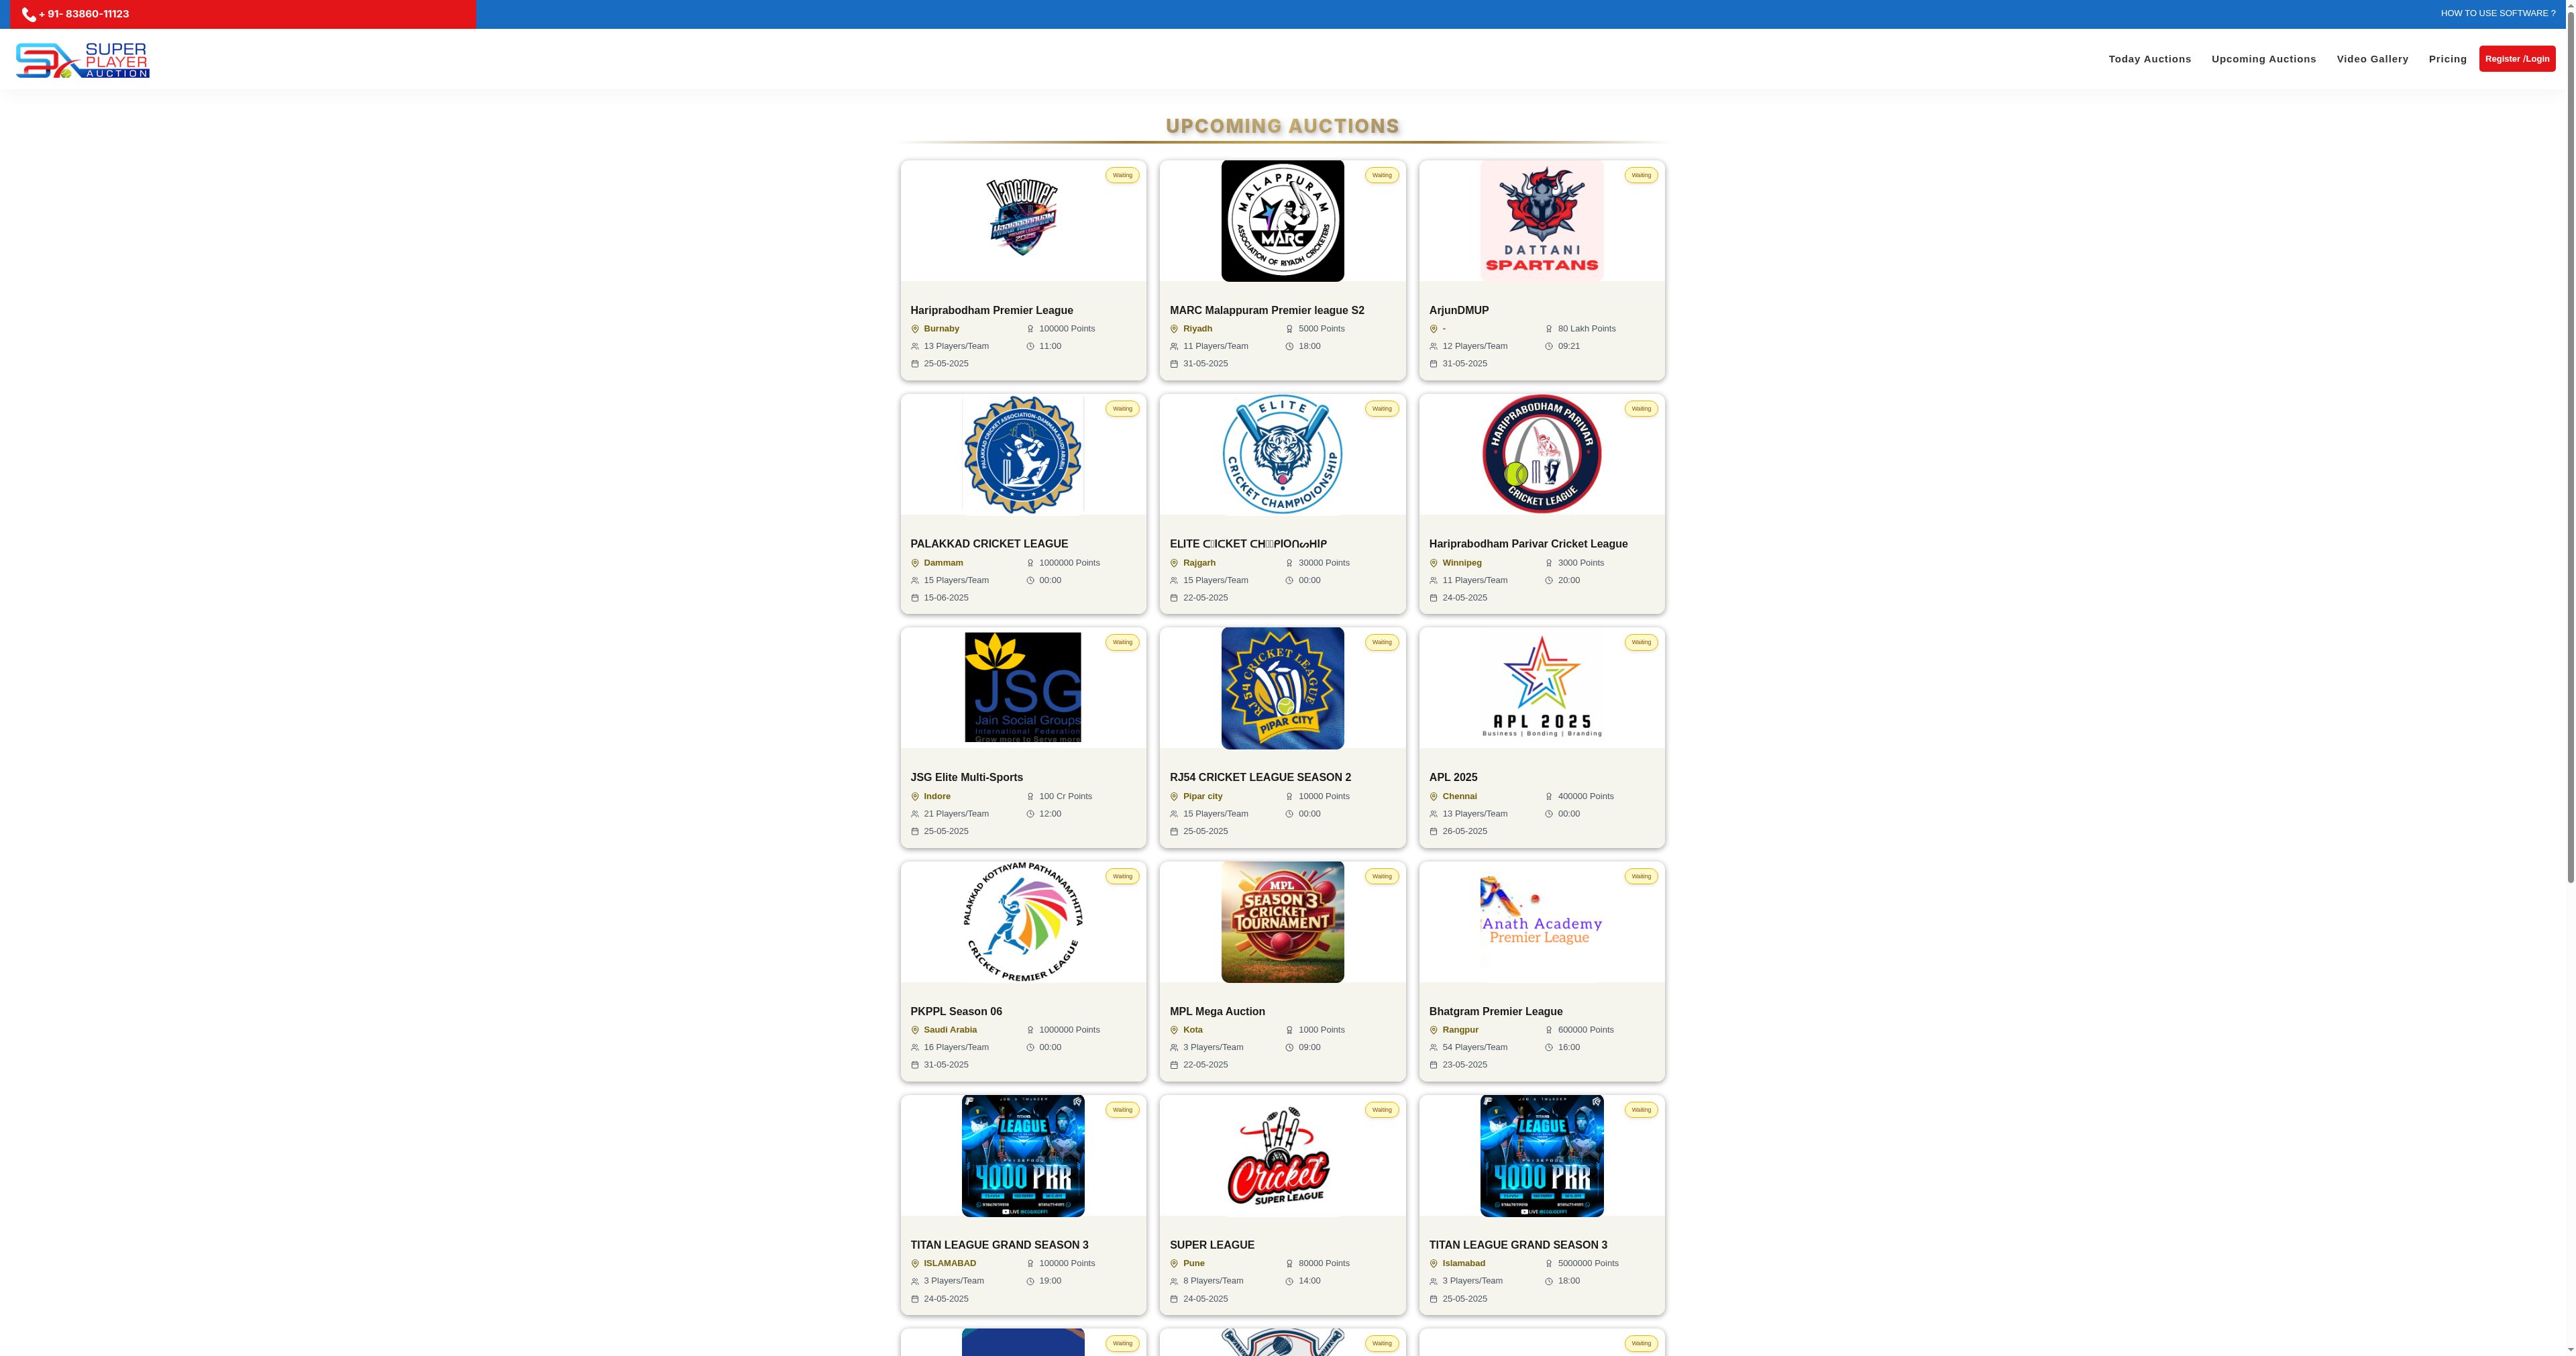 + 91- 83860-11123
HOW TO USE SOFTWARE ?
SUPER
PLAYER
AUCTION
Today Auctions
Upcoming Auctions
Video Gallery
Pricing
Register /Login
UPCOMING AUCTIONS
Waiting
Vancouver
Hariprabodham Premier League
Burnaby
100000 Points
13 Players/Team
11:00
25-05-2025
Waiting
MALAPPURAM
MARC
ASSOCIATION OF RIYADH CRICKETERS
MARC Malappuram Premier league S2
Riyadh
5000 Points
11 Players/Team
18:00
31-05-2025
Waiting
DATTANI
SPARTANS
ArjunDMUP
-
80 Lakh Points
12 Players/Team
09:21
31-05-2025
Waiting
PALAKKAD CRICKET ASSOCIATION-DAMMAM SAUDI ARABIA
PALAKKAD CRICKET LEAGUE
Dammam
1000000 Points
15 Players/Team
00:00
15-06-2025
Waiting
ELITE
CRICKET CHAMPIOIONSHIP
ELITE
Rajgarh
30000 Points
15 Players/Team
00:00
22-05-2025
Waiting
HARIPRABODHAM PARIVAR
CRICKET LEAGUE
Hariprabodham Parivar Cricket League
Winnipeg
3000 Points
11 Players/Team
20:00
24-05-2025
Waiting
JSG
Jain Social Groups
International Federation
Grow more to Serve more
JSG Elite Multi-Sports
Indore
100 Cr Points
21 Players/Team
12:00
25-05-2025
Waiting
RJ54 CRICKET LEAGUE
PIPAR CITY
RJ54 CRICKET LEAGUE SEASON 2
Pipar city
10000 Points
15 Players/Team
00:00
25-05-2025
Waiting
APL 2025
Business | Bonding | Branding
APL 2025
Chennai
400000 Points
13 Players/Team
00:00
26-05-2025
Waiting
PALAKKAD KOTTAYAM PATHANAMTHITTA
CRICKET PREMIER LEAGUE
PKPPL Season 06
Saudi Arabia
1000000 Points
16 Players/Team
00:00
31-05-2025
Waiting
MPL
SEASON 3
CRICKET
TOURNAMENT
MPL Mega Auction
Kota
1000 Points
3 Players/Team
09:00
22-05-2025
Waiting
Anath Academy
Premier League
Bhatgram Premier League
Rangpur
600000 Points
54 Players/Team
16:00
23-05-2025
Waiting
TITANS
LEAGUE
4000 PKR
TITAN LEAGUE GRAND SEASON 3
ISLAMABAD
100000 Points
3 Players/Team
19:00
24-05-2025
Waiting
Cricket
SUPER LEAGUE
SUPER LEAGUE
Pune
80000 Points
8 Players/Team
14:00
24-05-2025
Waiting
TITANS
LEAGUE
4000 PKR
TITAN LEAGUE GRAND SEASON 3
Islamabad
5000000 Points
3 Players/Team
18:00
25-05-2025
Waiting
Waiting
Waiting